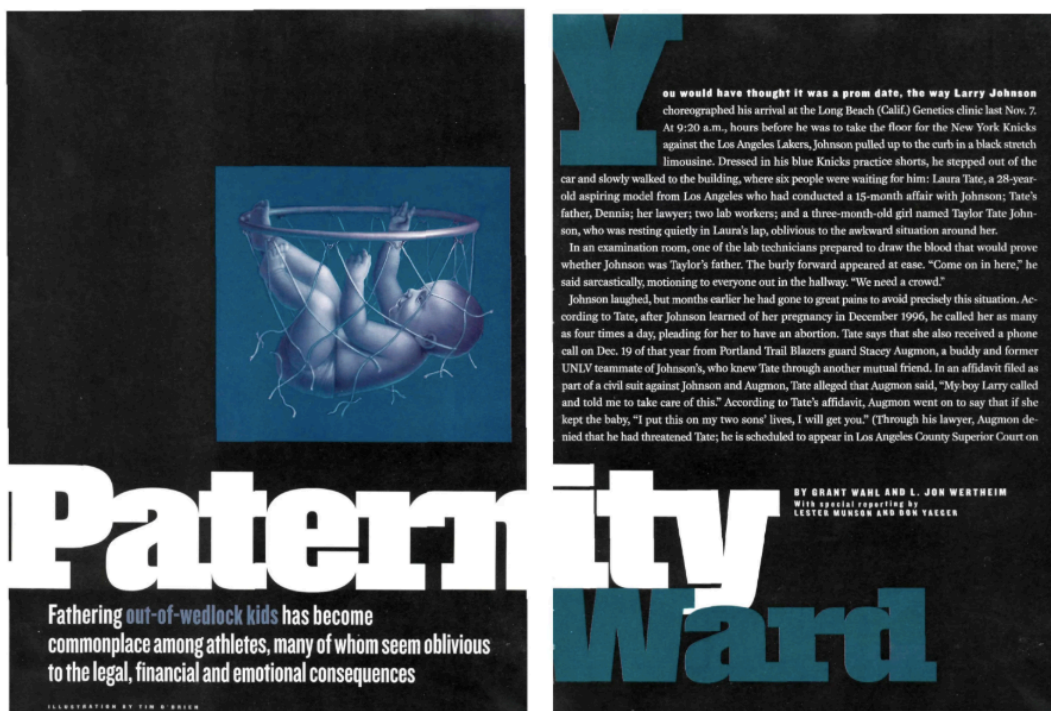 Paternity
Ward
Fathering out-of-wedlock kids has become
commonplace among athletes, many of whom seem oblivious
to the legal, financial and emotional consequences
ILLUSTRATION BY TIM O'BRIEN
BY GRANT WAHL AND L. JON WERTHEIM
With special reporting by
LESTER MUNSON AND DON YAEGER
You would have thought it was a prom date, the way Larry Johnson
choreographed his arrival at the Long Beach (Calif.) Genetics clinic last Nov. 7.
At 9:20 a.m., hours before he was to take the floor for the New York Knicks
against the Los Angeles Lakers, Johnson pulled up to the curb in a black stretch
limousine. Dressed in his blue Knicks practice shorts, he stepped out of the
car and slowly walked to the building, where six people were waiting for him: Laura Tate, a 28-year-
old aspiring model from Los Angeles who had conducted a 15-month affair with Johnson; Tate's
father, Dennis; her lawyer; two lab workers; and a three-month-old girl named Taylor Tate John-
son, who was resting quietly in Laura's lap, oblivious to the awkward situation around her.
In an examination room, one of the lab technicians prepared to draw the blood that would prove
whether Johnson was Taylor's father. The burly forward appeared at ease. "Come on in here," he
said sarcastically, motioning to everyone out in the hallway. "We need a crowd."
Johnson laughed, but months earlier he had gone to great pains to avoid precisely this situation. Ac-
cording to Tate, after Johnson learned of her pregnancy in December 1996, he called her as many
as four times a day, pleading for her to have an abortion. Tate says that she also received a phone
call on Dec. 19 of that year from Portland Trail Blazers guard Stacey Augmon, a buddy and former
UNLV teammate of Johnson's, who knew Tate through another mutual friend. In an affidavit filed as
part of a civil suit against Johnson and Augmon, Tate alleged that Augmon said, "My boy Larry called
and told me to take care of this." According to Tate's affidavit, Augmon went on to say that if she
kept the baby, "I put this on my two sons' lives, I will get you." (Through his lawyer, Augmon de-
nied that he had threatened Tate; he is scheduled to appear in Los Angeles County Superior Court on